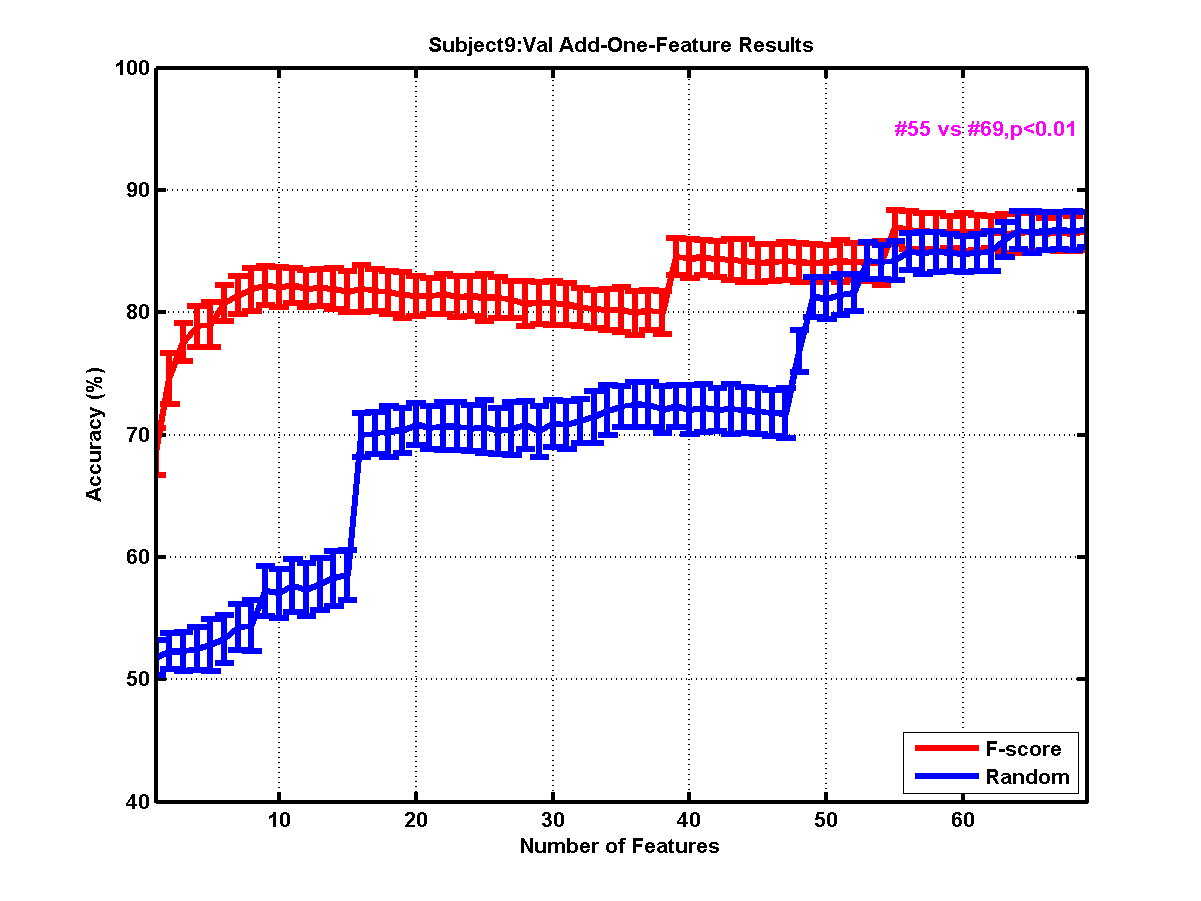 Subject9:Val Add-One-Feature Results
#55 vs #69,p<0.01
100
90
80
70
60
50
40
Accuracy (%)
10 20 30 40 50 60
Number of Features
F-score
Random